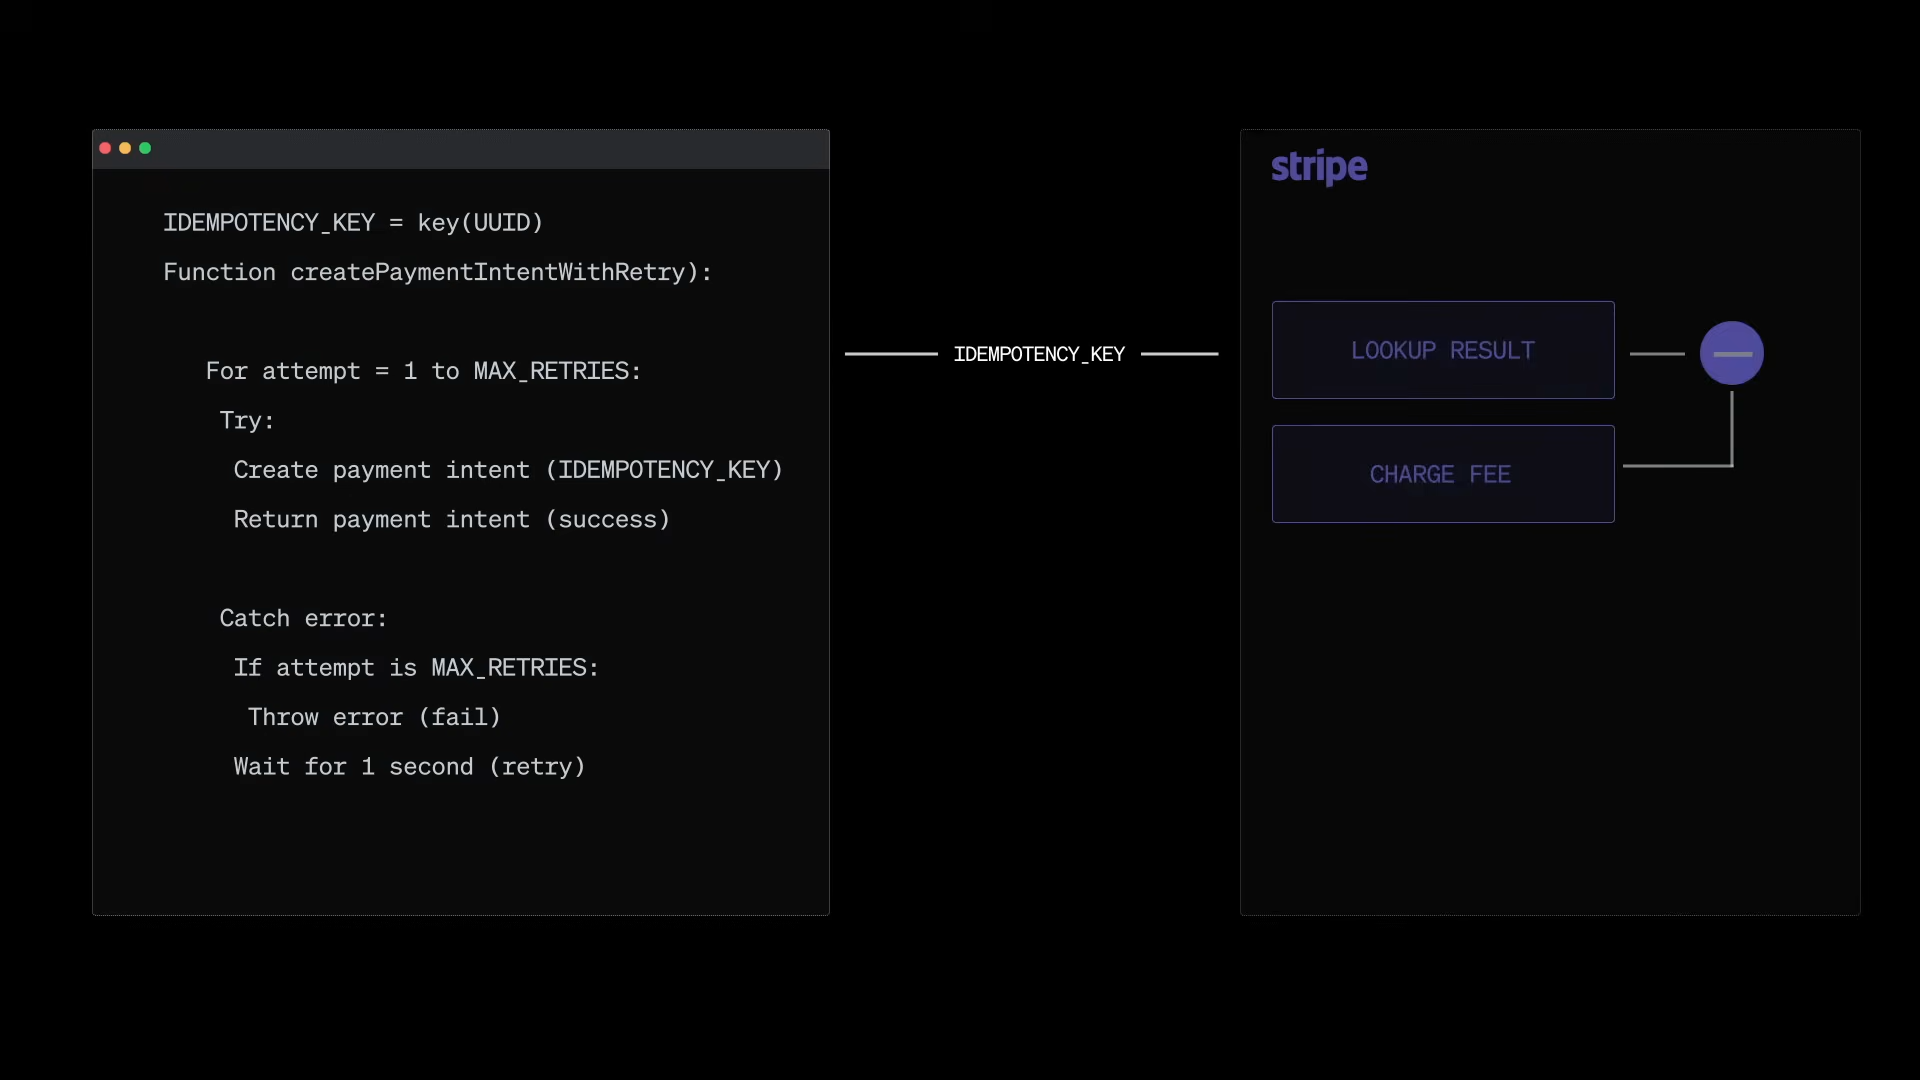 IDEMPOTENCY_KEY = key(UUID)
Function createPaymentIntentWithRetry):
For attempt = 1 to MAX_RETRIES:
Try:
Create payment intent (IDEMPOTENCY_KEY)
Return payment intent (success)
Catch error:
If attempt is MAX_RETRIES:
Throw error (fail)
Wait for 1 second (retry)
IDEMPOTENCY_KEY
stripe
LOOKUP RESULT
CHARGE FEE